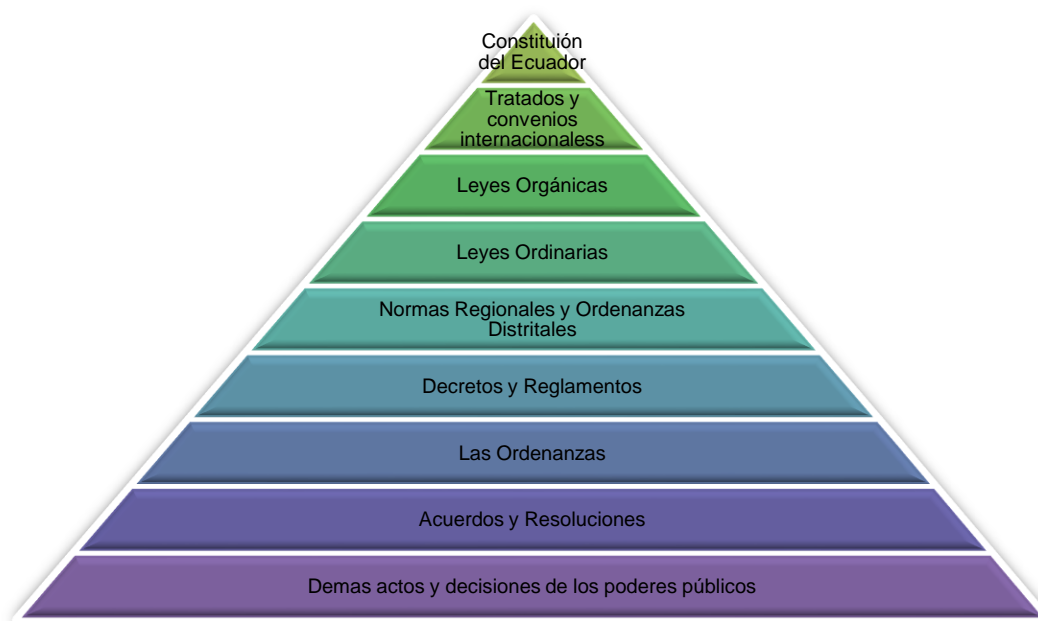 Constituión
del Ecuador
Tratados y
convenios
internacionaless
Leyes Orgánicas
Leyes Ordinarias
Normas Regionales y Ordenanzas
Distritales
Decretos y Reglamentos
Las Ordenanzas
Acuerdos y Resoluciones
Demas actos y decisiones de los poderes públicos